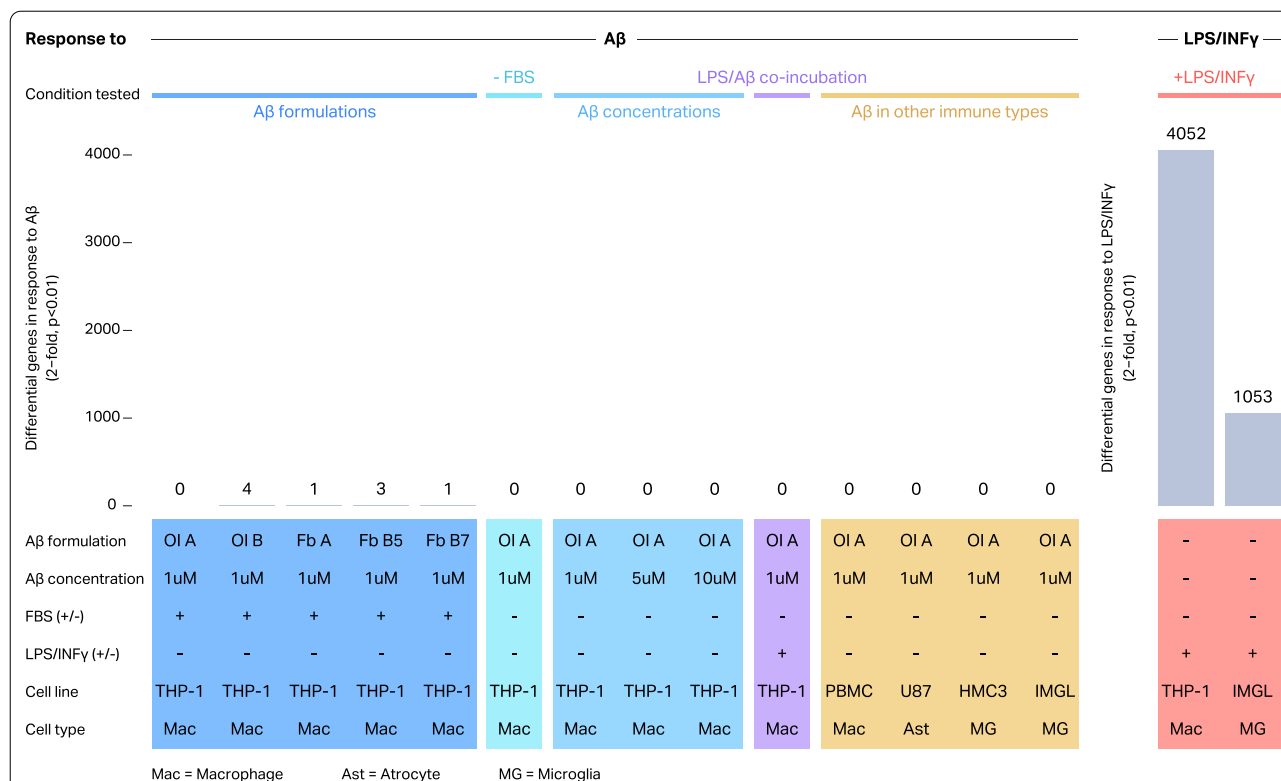 Response to Aβ LPS/INFγ
- FBS LPS/Aβ co-incubation +LPS/INFγ
Condition tested
Aβ formulations Aβ concentrations Aβ in other immune types
Differential genes in response to Aβ
(2-fold, p<0.01)
4000
3000
2000
1000
0
0 4 1 3 1 0 0 0 0 0 0 0 0 0
Differential genes in response to LPS/INFγ
(2-fold, p<0.01)
4052
1053
Aβ formulation Ol A Ol B Fb A Fb B5 Fb B7 Ol A Ol A Ol A Ol A Ol A Ol A Ol A Ol A Ol A - -
Aβ concentration 1uM 1uM 1uM 1uM 1uM 1uM 1uM 5uM 10uM 1uM 1uM 1uM 1uM 1uM - -
FBS (+/-) + + + + + - - - - - - - - - - -
LPS/INFγ (+/-) - - - - - - - - - + - - - - + +
Cell line THP-1 THP-1 THP-1 THP-1 THP-1 THP-1 THP-1 THP-1 THP-1 THP-1 PBMC U87 HMC3 IMGL THP-1 IMGL
Cell type Mac Mac Mac Mac Mac Mac Mac Mac Mac Mac Mac Ast MG MG Mac MG
Mac = Macrophage Ast = Atrocyte MG = Microglia